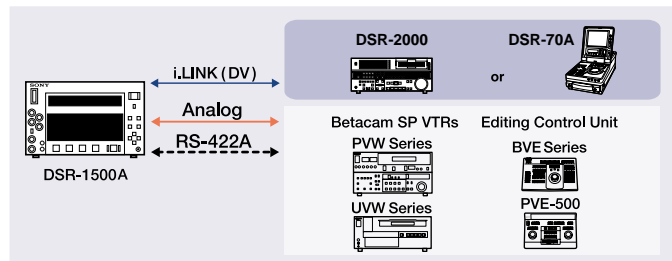 DSR-2000
DSR-70A
or
SONY
i.LINK (DV)
Analog
RS-422A
DSR-1500A
Betacam SP VTRs
PVW Series
UVW Series
Editing Control Unit
BVE Series
PVE-500